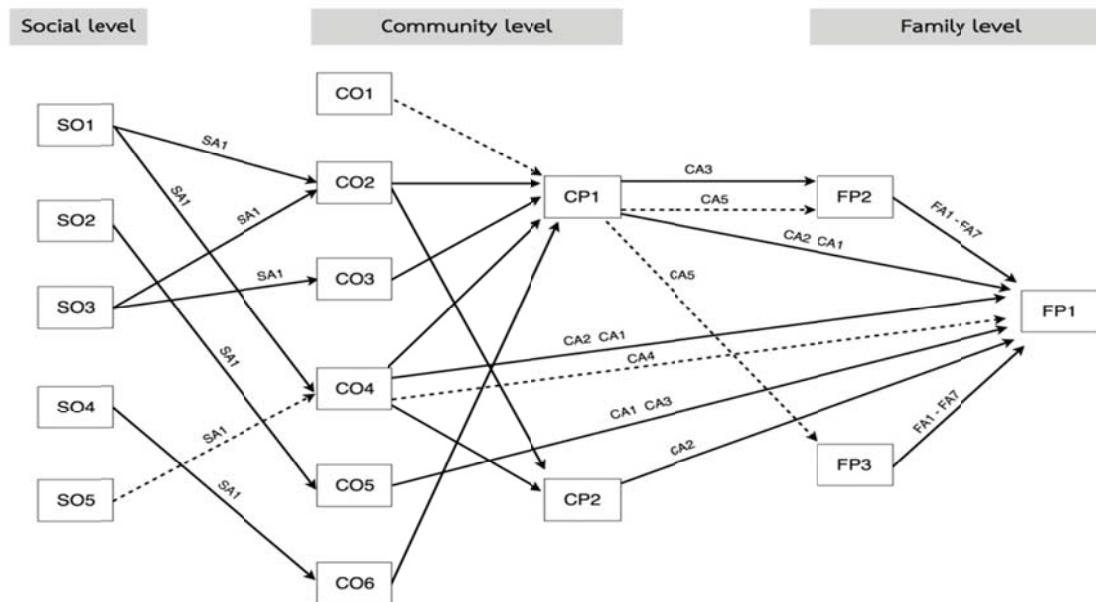 Social level
Community level
Family level
SO1
SO2
SO3
SO4
SO5
SA1
SA1
SA1
SA1
SA1
SA1
SA1
CO1
CO2
CO3
CO4
CO5
CO6
CP1
CP2
CA3
CA5
CA2 CA1
CA5
CA2 CA1
CA4
CA1 CA3
CA2
FP2
FP3
FA1 - FA7
FA1 - FA7
FP1